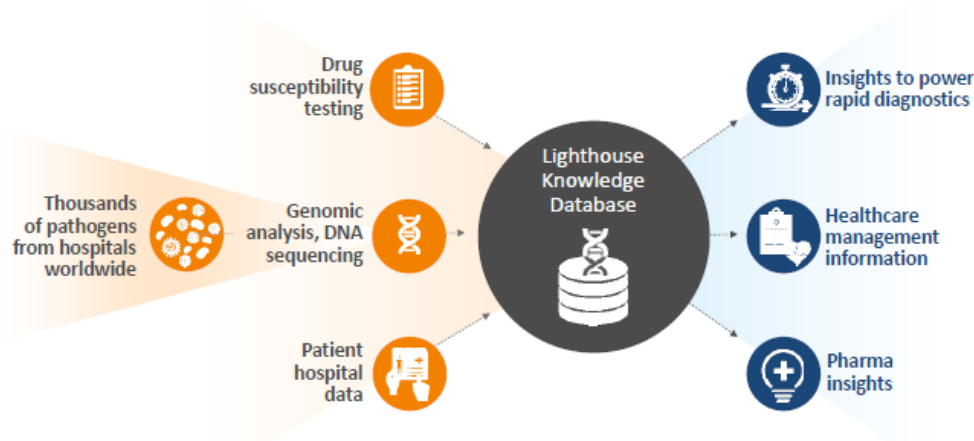 Drug
susceptibility
testing
Insights to power
rapid diagnostics
Lighthouse
Knowledge
Database
Thousands
of pathogens
from hospitals
worldwide
Genomic
analysis, DNA
sequencing
Healthcare
management
information
Patient
hospital
data
Pharma
insights